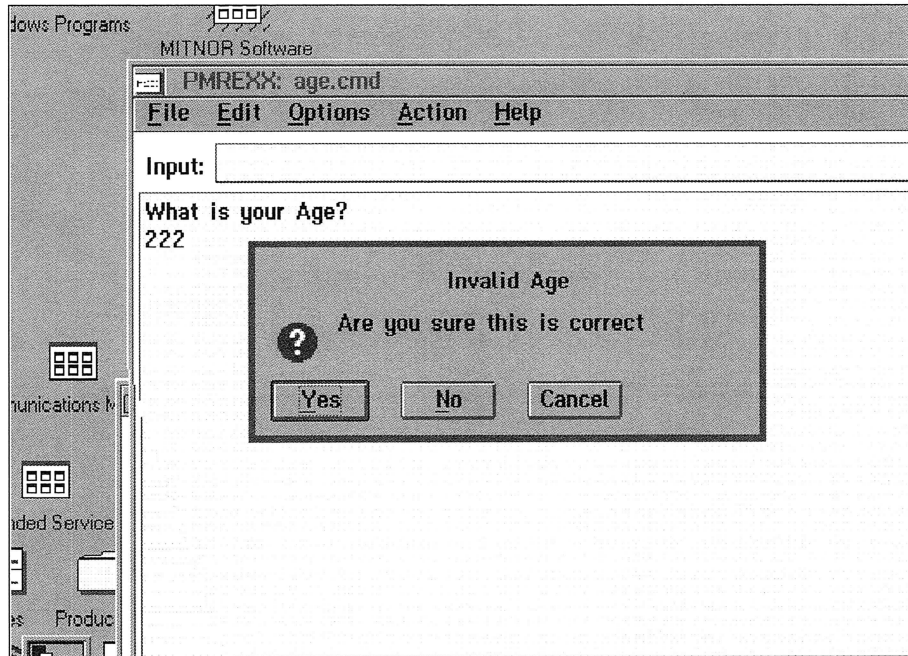 dows Programs
MITNOR Software
PMREXX: age.cmd
File Edit Options Action Help
Input:
What is your Age?
222
Invalid Age
Are you sure this is correct
Yes No Cancel
unications M
nded Service
es Produc